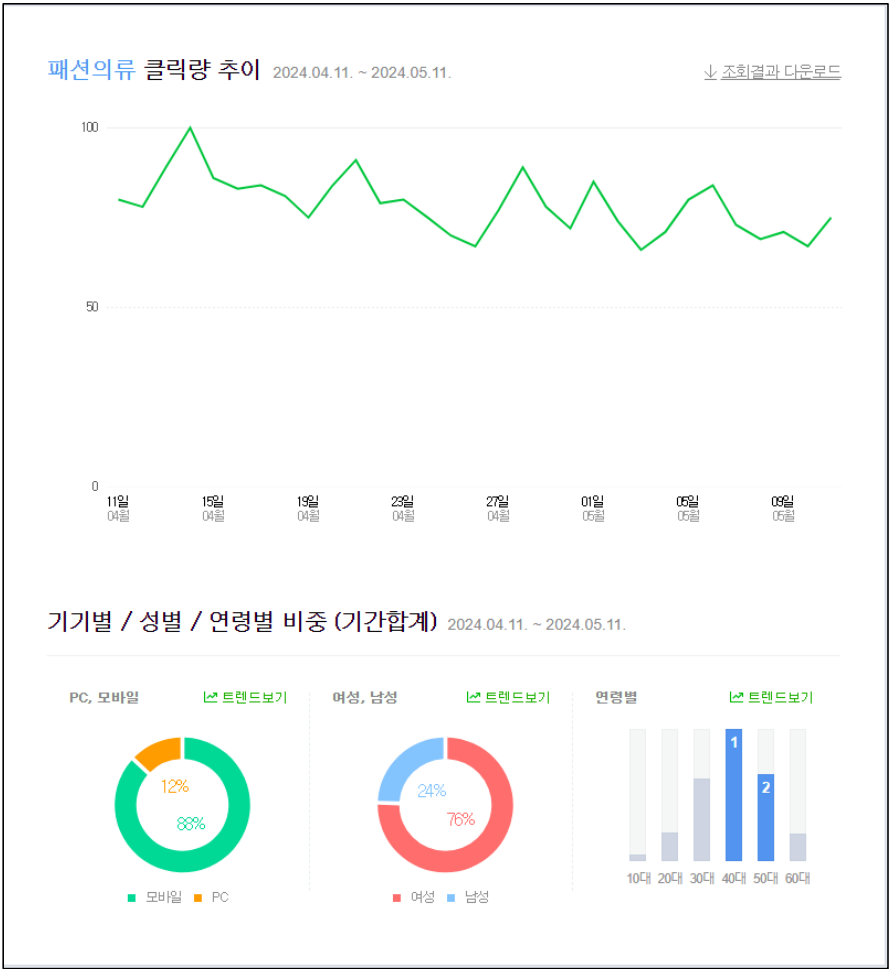 패션의류 클릭량 추이 2024.04.11. ~ 2024.05.11.
조회결과 다운로드
100
50
0
11일 15일 19일 23일 27일 01일 05일 09일
04월 04월 04월 04월 04월 05월 05월 05월
기기별 / 성별 / 연령별 비중 (기간합계) 2024.04.11. ~ 2024.05.11.
PC, 모바일 트렌드보기
12%
88%
모바일 PC
여성, 남성 트렌드보기
24%
76%
여성 남성
연령별 트렌드보기
1
2
10대 20대 30대 40대 50대 60대